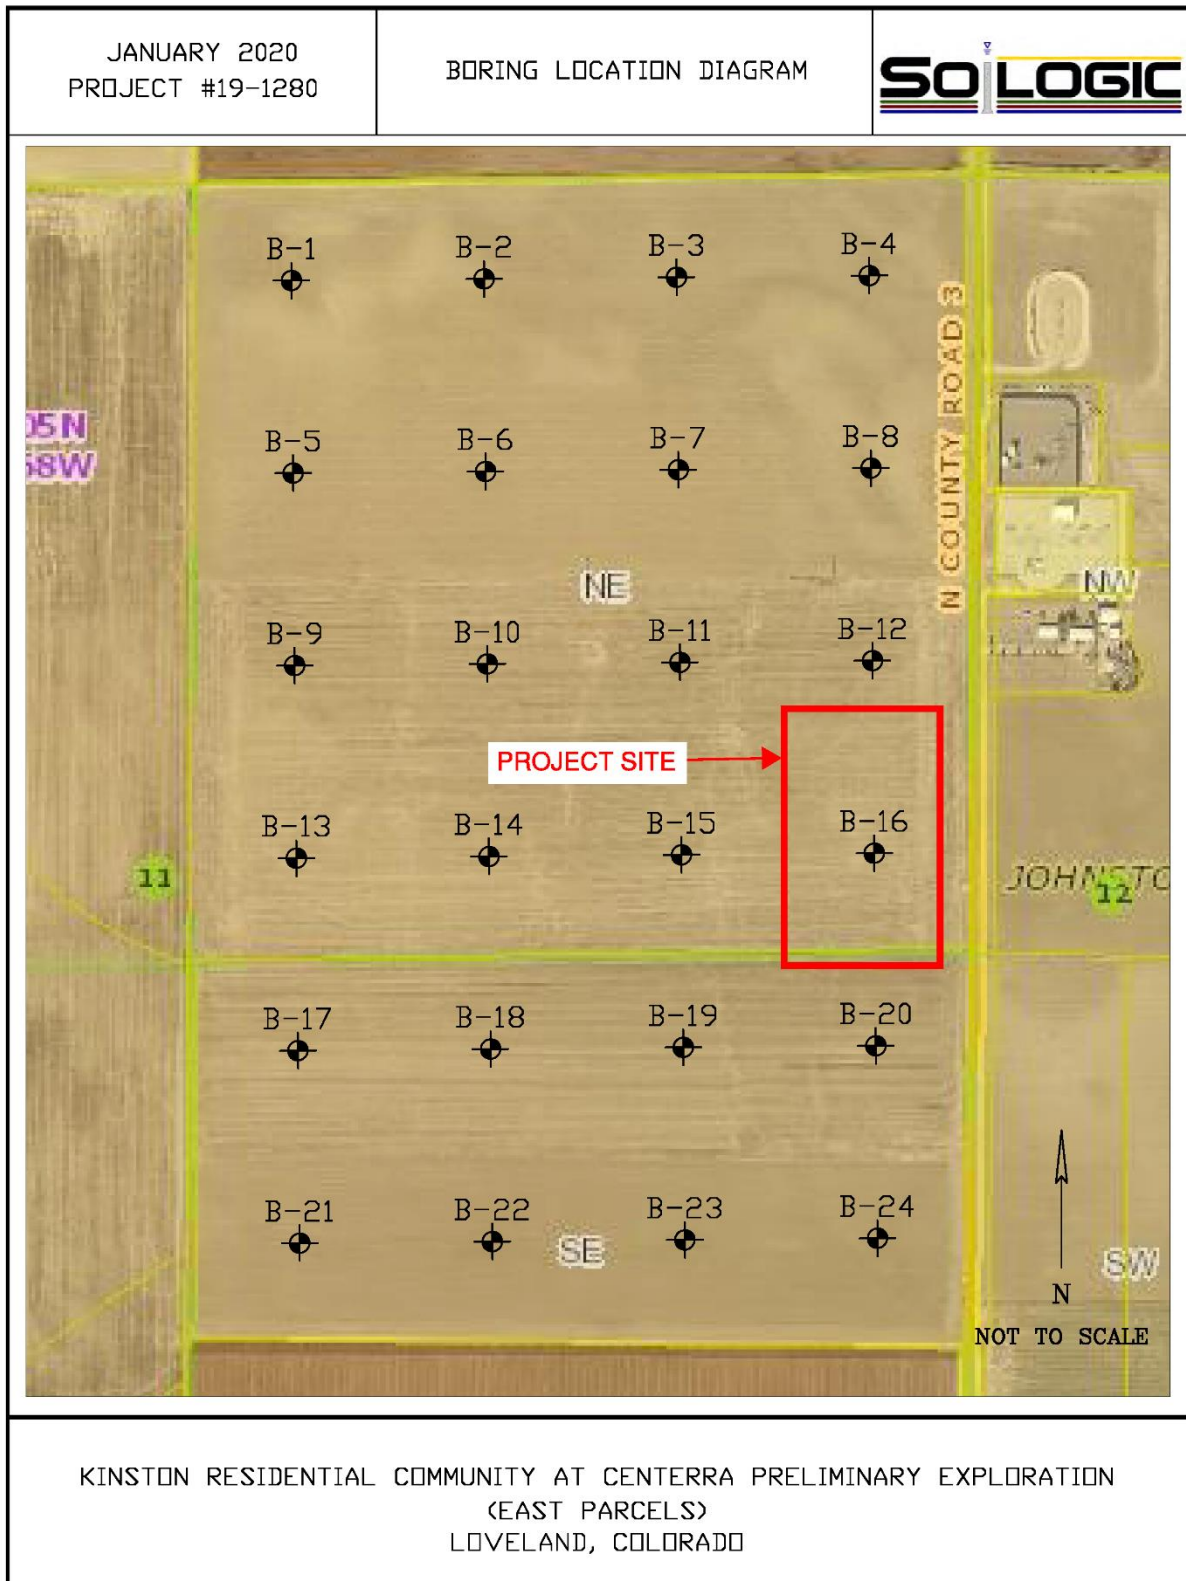 JANUARY 2020
PROJECT #19-1280
BORING LOCATION DIAGRAM
SOILOGIC
B-1
B-2
B-3
B-4
N COUNTY ROAD 3
05N
68W
B-5
B-6
B-7
B-8
NE
NW
B-9
B-10
B-11
B-12
PROJECT SITE
B-13
B-14
B-15
B-16
11
JOHNSTO
12
B-17
B-18
B-19
B-20
B-21
B-22
B-23
B-24
SE
SW
N
NOT TO SCALE
KINSTON RESIDENTIAL COMMUNITY AT CENTERRA PRELIMINARY EXPLORATION
(EAST PARCELS)
LOVELAND, COLORADO